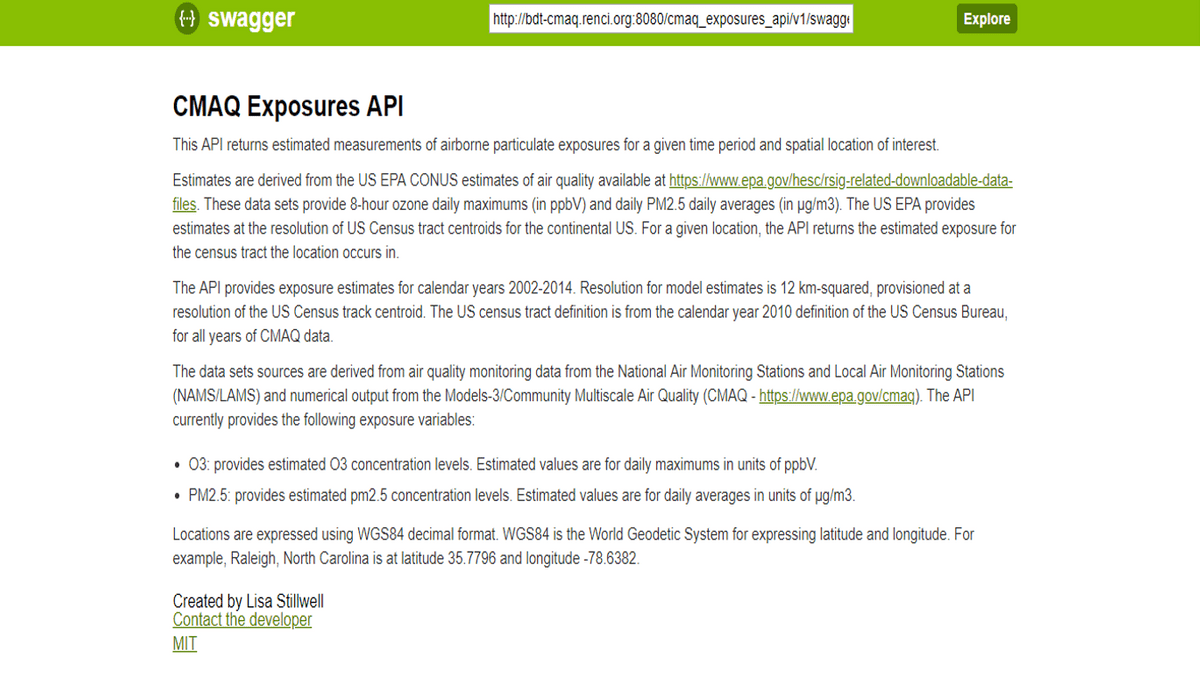 {··} swagger
http://bdt-cmaq.renci.org:8080/cmaq_exposures_api/v1/swagge
Explore
CMAQ Exposures API
This API returns estimated measurements of airborne particulate exposures for a given time period and spatial location of interest.
Estimates are derived from the US EPA CONUS estimates of air quality available at https://www.epa.gov/hesc/rsig-related-downloadable-data-
files. These data sets provide 8-hour ozone daily maximums (in ppbV) and daily PM2.5 daily averages (in µg/m3). The US EPA provides
estimates at the resolution of US Census tract centroids for the continental US. For a given location, the API returns the estimated exposure for
the census tract the location occurs in.
The API provides exposure estimates for calendar years 2002-2014. Resolution for model estimates is 12 km-squared, provisioned at a
resolution of the US Census track centroid. The US census tract definition is from the calendar year 2010 definition of the US Census Bureau,
for all years of CMAQ data.
The data sets sources are derived from air quality monitoring data from the National Air Monitoring Stations and Local Air Monitoring Stations
(NAMS/LAMS) and numerical output from the Models-3/Community Multiscale Air Quality (CMAQ - https://www.epa.gov/cmaq). The API
currently provides the following exposure variables:
• O3: provides estimated O3 concentration levels. Estimated values are for daily maximums in units of ppbV.
• PM2.5: provides estimated pm2.5 concentration levels. Estimated values are for daily averages in units of µg/m3.
Locations are expressed using WGS84 decimal format. WGS84 is the World Geodetic System for expressing latitude and longitude. For
example, Raleigh, North Carolina is at latitude 35.7796 and longitude -78.6382.
Created by Lisa Stillwell
Contact the developer
MIT